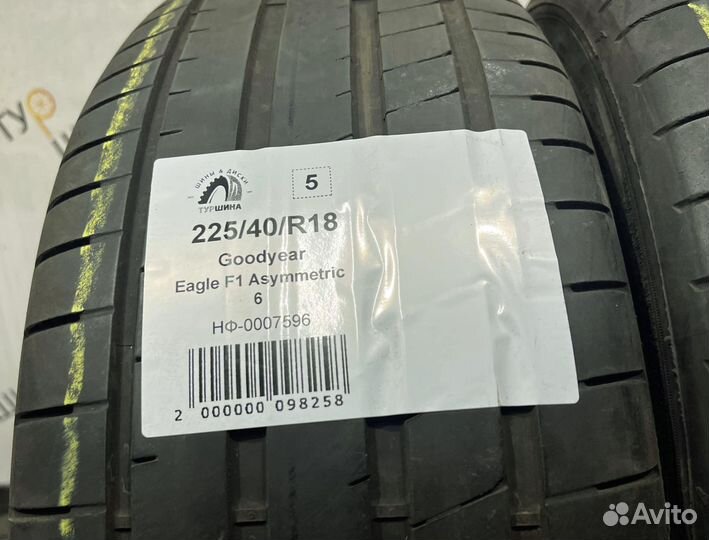 ШИНЫ & ДИСКИ
ТУРШИНА
5
225/40/R18
Goodyear
Eagle F1 Asymmetric
6
НФ-0007596
2 000000 098258
Avito